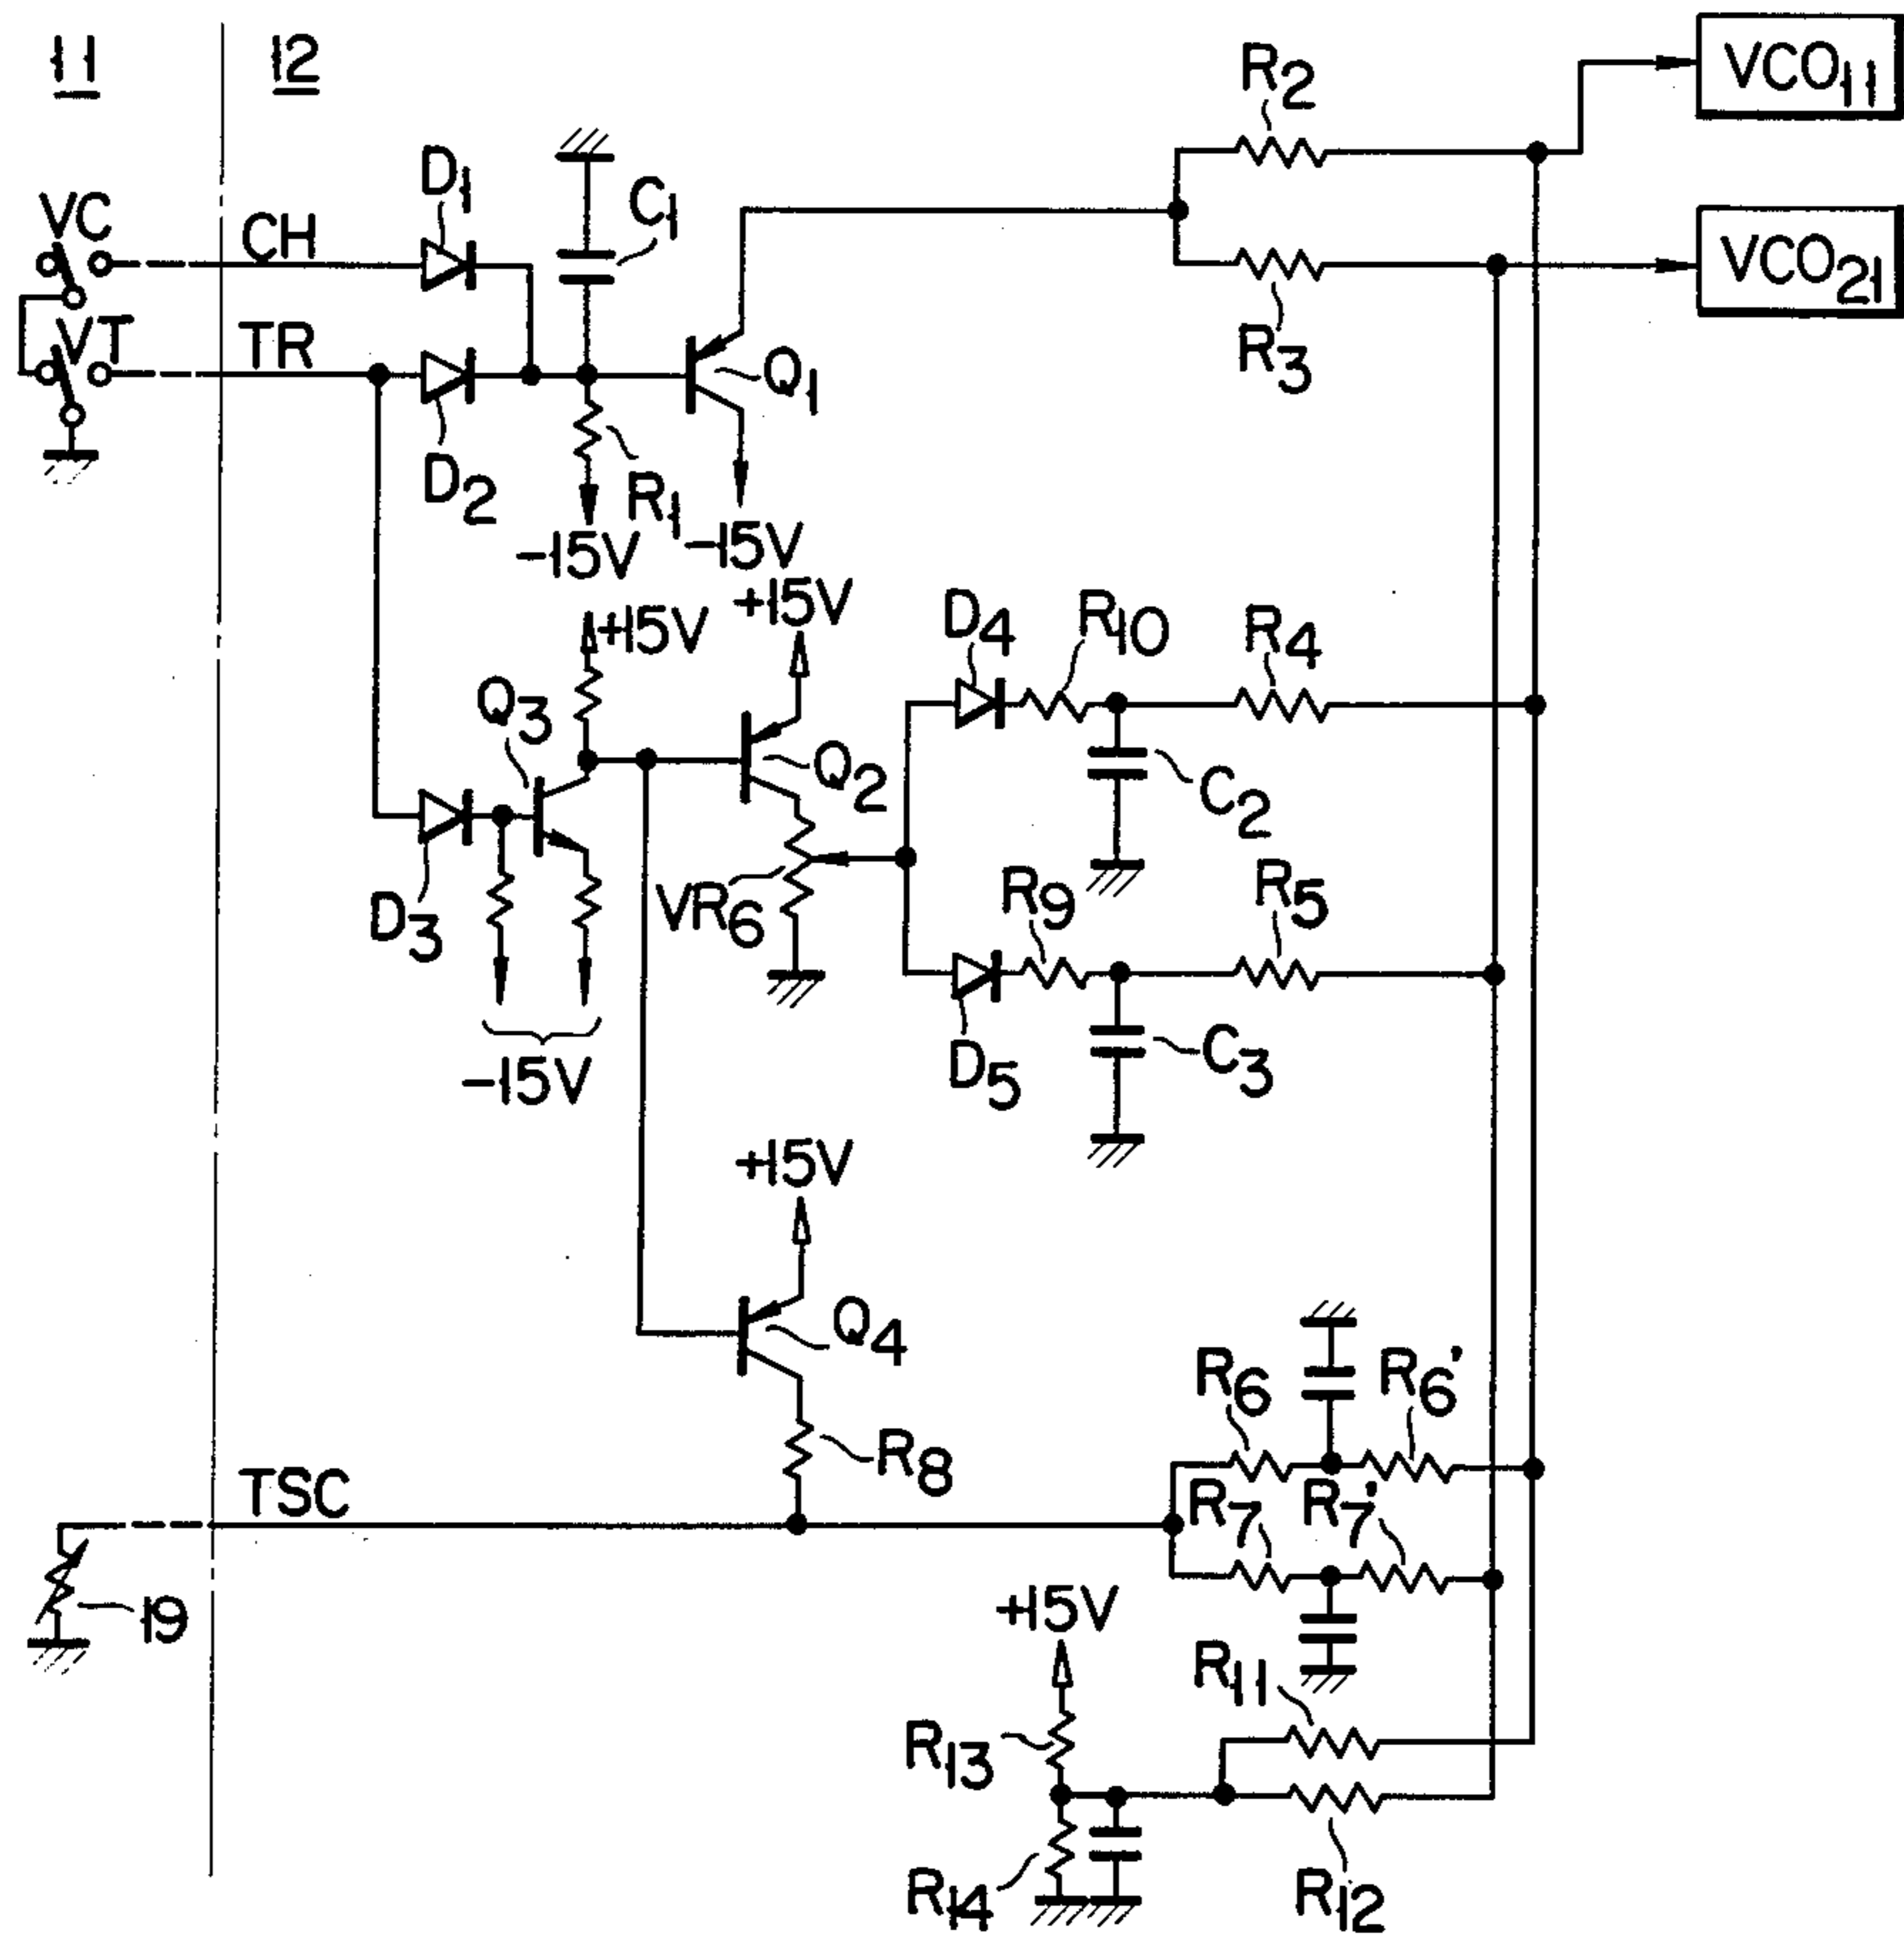 11
12
R2
VCO11
D1
C1
VC
CH
VCO21
VT
TR
Q1
R3
D2
R1
-15V
-15V
+15V
+15V
D4
R10
R4
Q3
Q2
C2
D3
VR6
R9
R5
-15V
D5
C3
+15V
Q4
R6
R6'
R8
TSC
R7
R7'
19
+15V
R11
R13
R14
R12